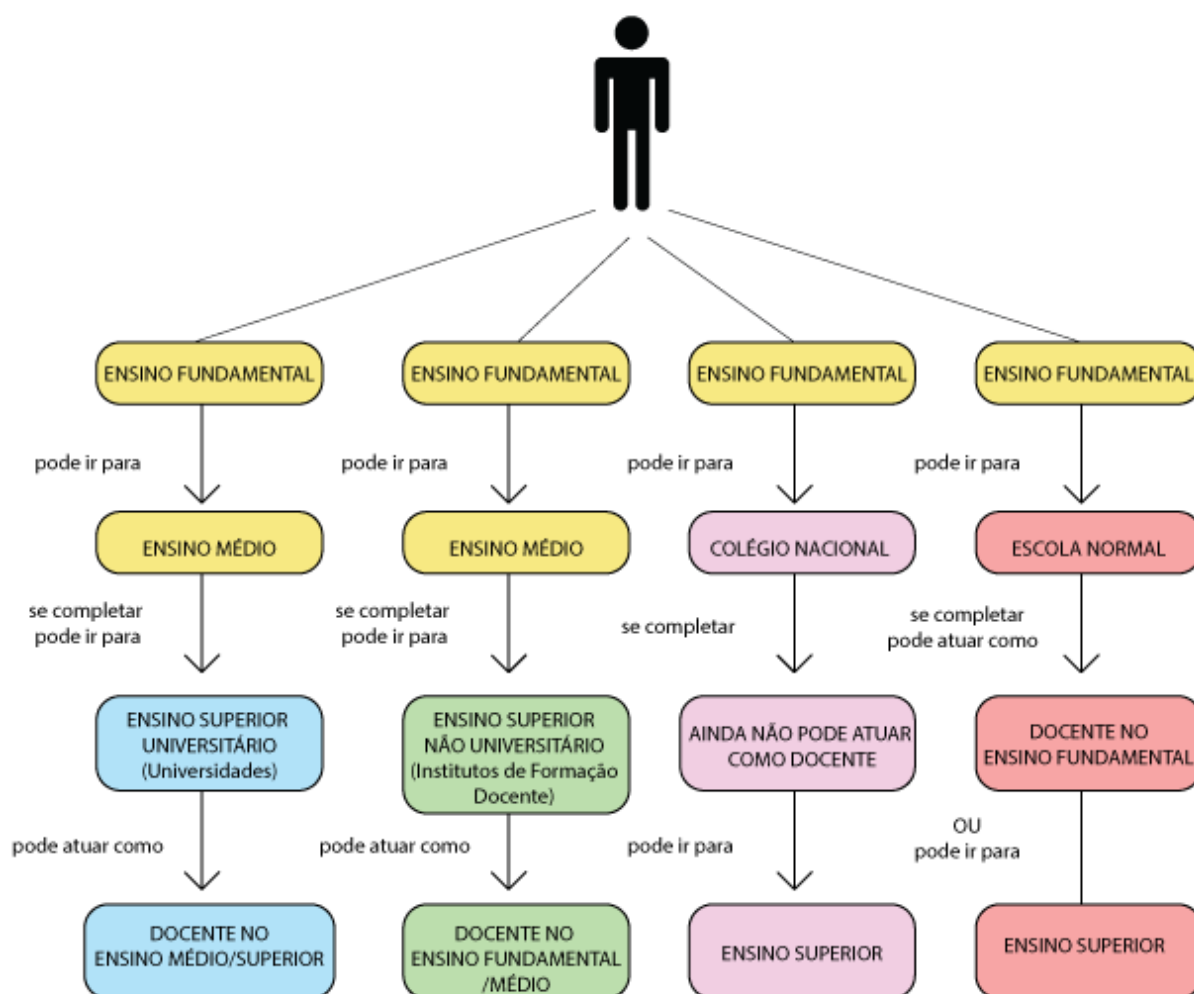 ENSINO FUNDAMENTAL
ENSINO FUNDAMENTAL
ENSINO FUNDAMENTAL
ENSINO FUNDAMENTAL
pode ir para
pode ir para
pode ir para
pode ir para
ENSINO MÉDIO
ENSINO MÉDIO
COLÉGIO NACIONAL
ESCOLA NORMAL
se completar
pode ir para
se completar
pode ir para
se completar
se completar
pode atuar como
ENSINO SUPERIOR
UNIVERSITÁRIO
(Universidades)
ENSINO SUPERIOR
NÃO UNIVERSITÁRIO
(Institutos de Formação
Docente)
AINDA NÃO PODE ATUAR
COMO DOCENTE
DOCENTE NO
ENSINO FUNDAMENTAL
pode atuar como
pode atuar como
pode ir para
OU
pode ir para
DOCENTE NO
ENSINO MÉDIO/SUPERIOR
DOCENTE NO
ENSINO FUNDAMENTAL
/MÉDIO
ENSINO SUPERIOR
ENSINO SUPERIOR